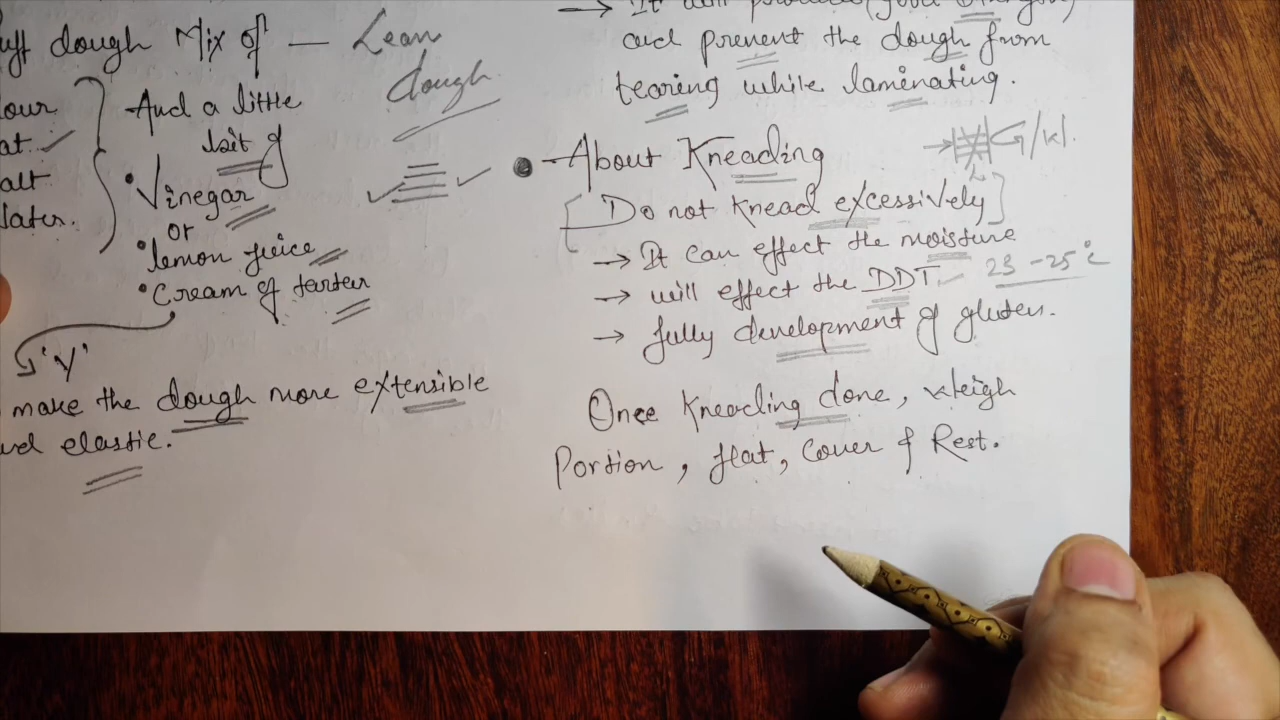 dough Mix of — Lean
dough
And a little
bit of
at
alt
• Vinegar
or
• lemon juice
• Cream of tarter
'Y'
make the dough more extensible
elastic.
→ It will
and prevent the dough from
tearing while laminating.
• About Kneading
Do not knead excessively
→ It can effect the moisture
→ will effect the DDT 23-25°c
→ fully development of gluten.
Once Kneading done, weigh
Portion, flat, cover & Rest.